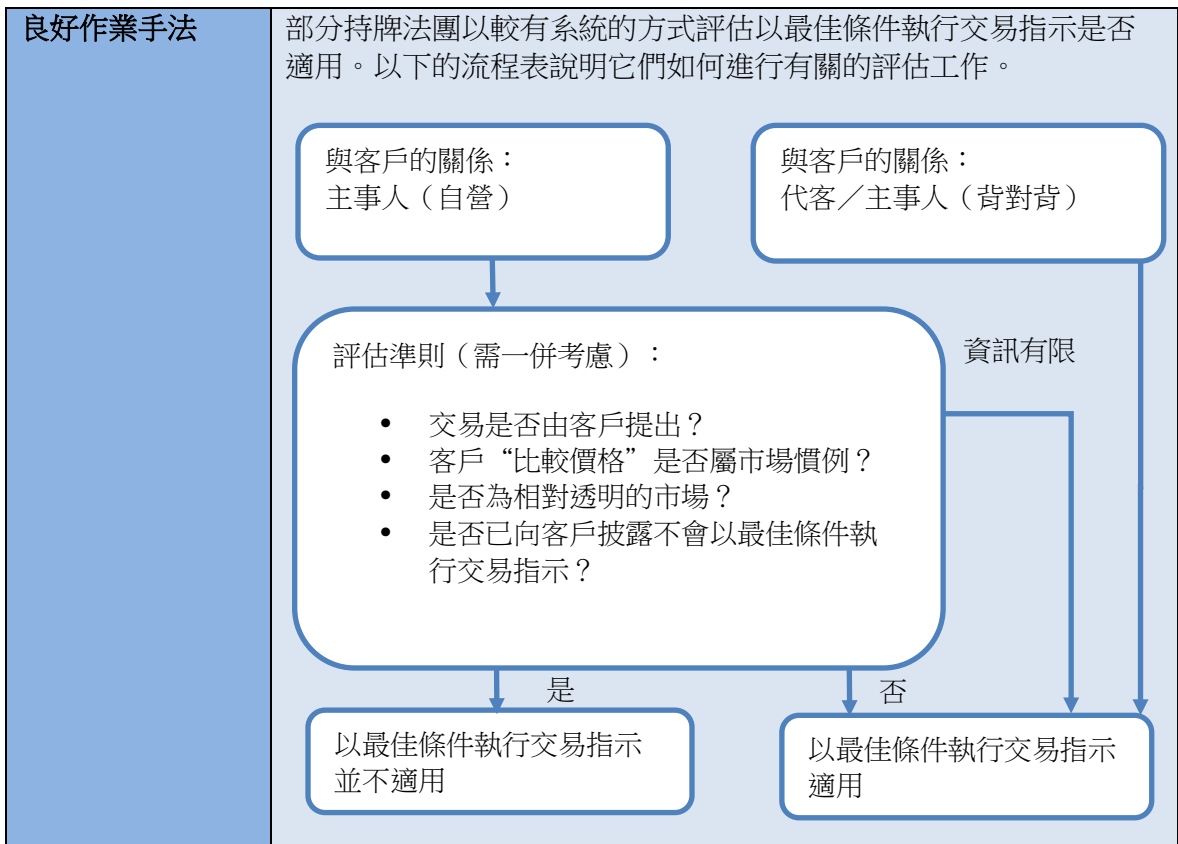 良好作業手法
部分持牌法團以較有系統的方式評估以最佳條件執行交易指示是否
適用。以下的流程表說明它們如何進行有關的評估工作。
與客戶的關係：
主事人（自營）
與客戶的關係：
代客／主事人（背對背）
評估準則（需一併考慮）：
• 交易是否由客戶提出？
• 客戶“比較價格”是否屬市場慣例？
• 是否為相對透明的市場？
• 是否已向客戶披露不會以最佳條件執
行交易指示？
資訊有限
是
否
以最佳條件執行交易指示
並不適用
以最佳條件執行交易指示
適用